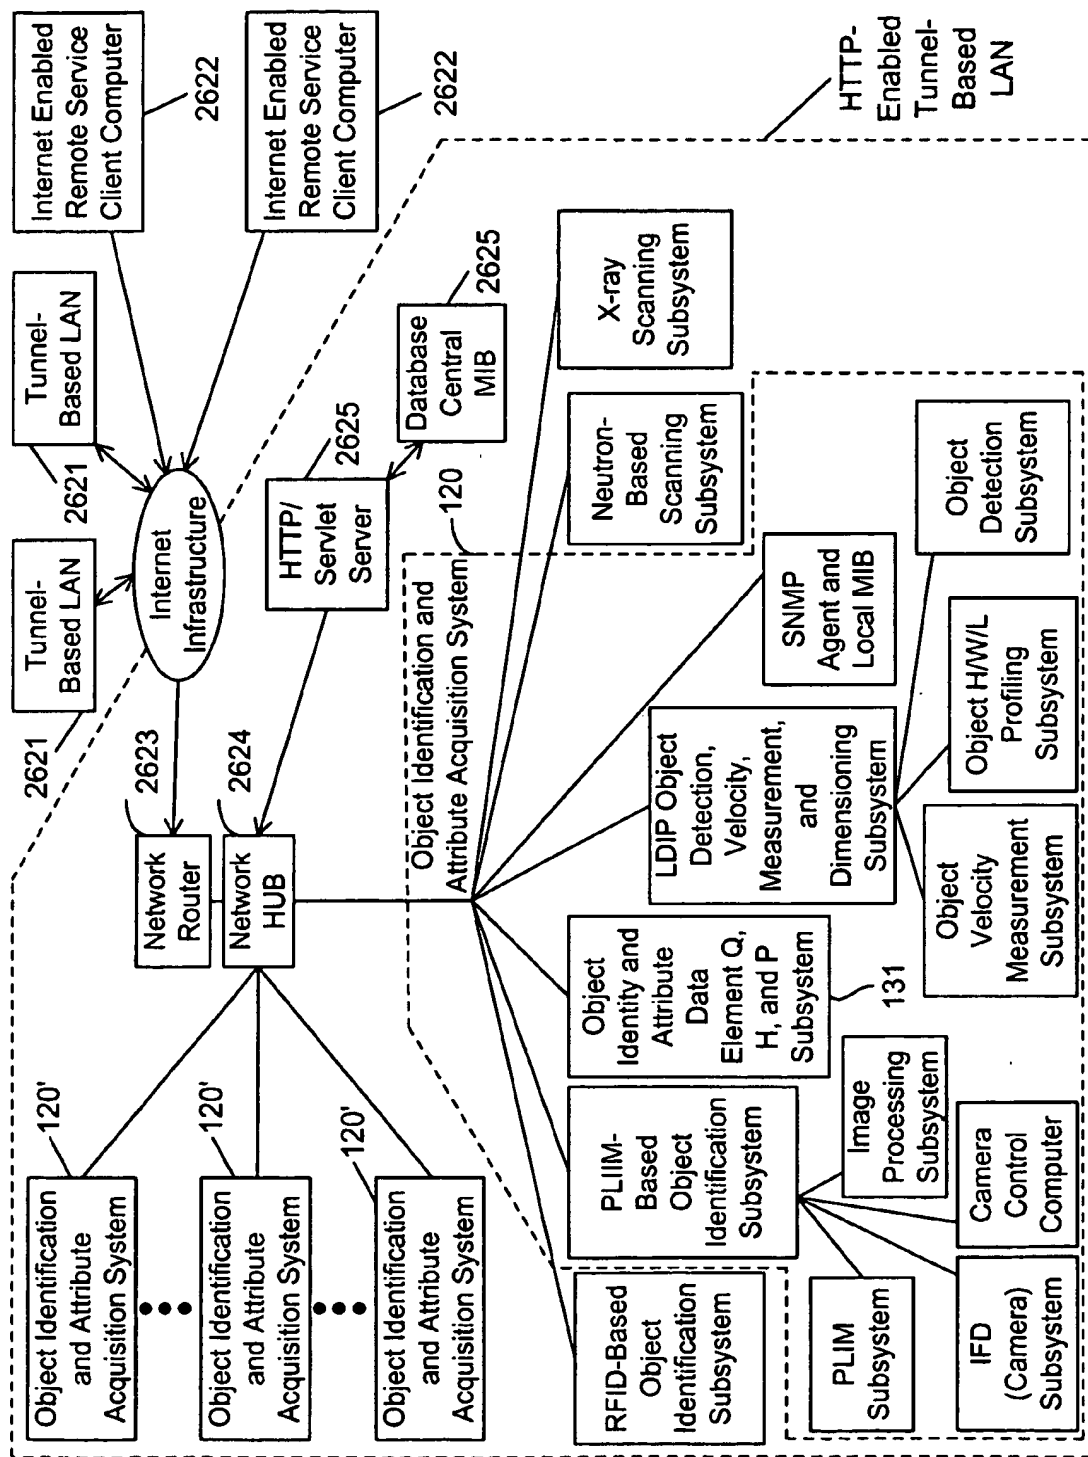 Object Identification
and Attribute
Acquisition System
120'
Object Identification
and Attribute
Acquisition System
120'
Object Identification
and Attribute
Acquisition System
120'
Network
Router
2623
Network
HUB
2624
Tunnel-
Based LAN
2621
Tunnel-
Based LAN
2621
Internet
Infrastructure
Internet Enabled
Remote Service
Client Computer
2622
Internet Enabled
Remote Service
Client Computer
2622
HTTP/
Servlet
Server
2625
Database
Central
MIB
2625
HTTP-
Enabled
Tunnel-
Based
LAN
Object Identification and
Attribute Acquisition System
120
RFID-Based
Object
Identification
Subsystem
PLIIM-
Based Object
Identification
Subsystem
Object
Identity and
Attribute
Data
Element Q,
H, and P
Subsystem
131
LDIP Object
Detection,
Velocity,
Measurement,
and
Dimensioning
Subsystem
SNMP
Agent and
Local MIB
Neutron-
Based
Scanning
Subsystem
X-ray
Scanning
Subsystem
PLIM
Subsystem
IFD
(Camera)
Subsystem
Camera
Control
Computer
Image
Processing
Subsystem
Object
Velocity
Measurement
Subsystem
Object H/W/L
Profiling
Subsystem
Object
Detection
Subsystem